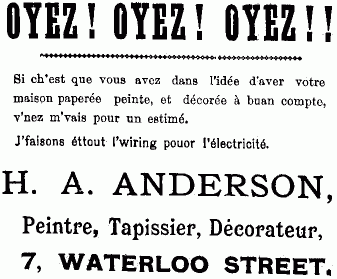 OYEZ! OYEZ! OYEZ!!
Si ch'est que vous avez dans l'idée d'aver votre
maison paperée peinte, et décorée à buan compte,
v'nez m'vais pour un estimé.
J'faisons éttout l'wiring pouor l'électricité.
H. A. ANDERSON,
Peintre, Tapissier, Décorateur,
7, WATERLOO STREET.